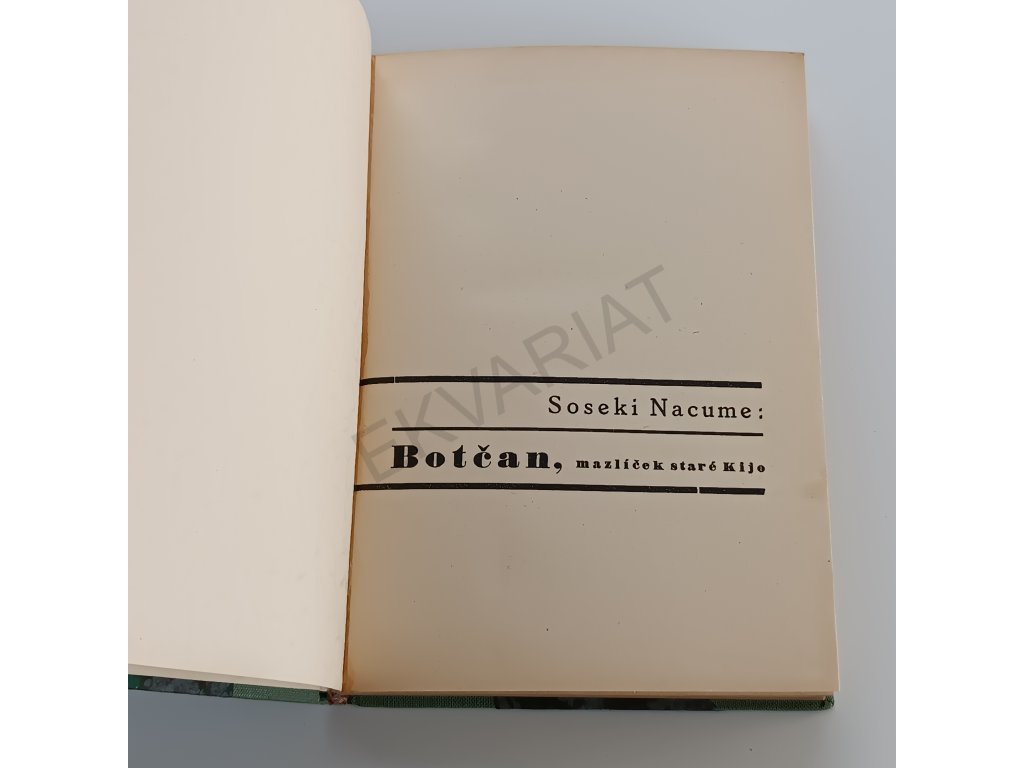 Soseki Nacume:
Botčan, mazlíček staré Kijo
EKVARIAT